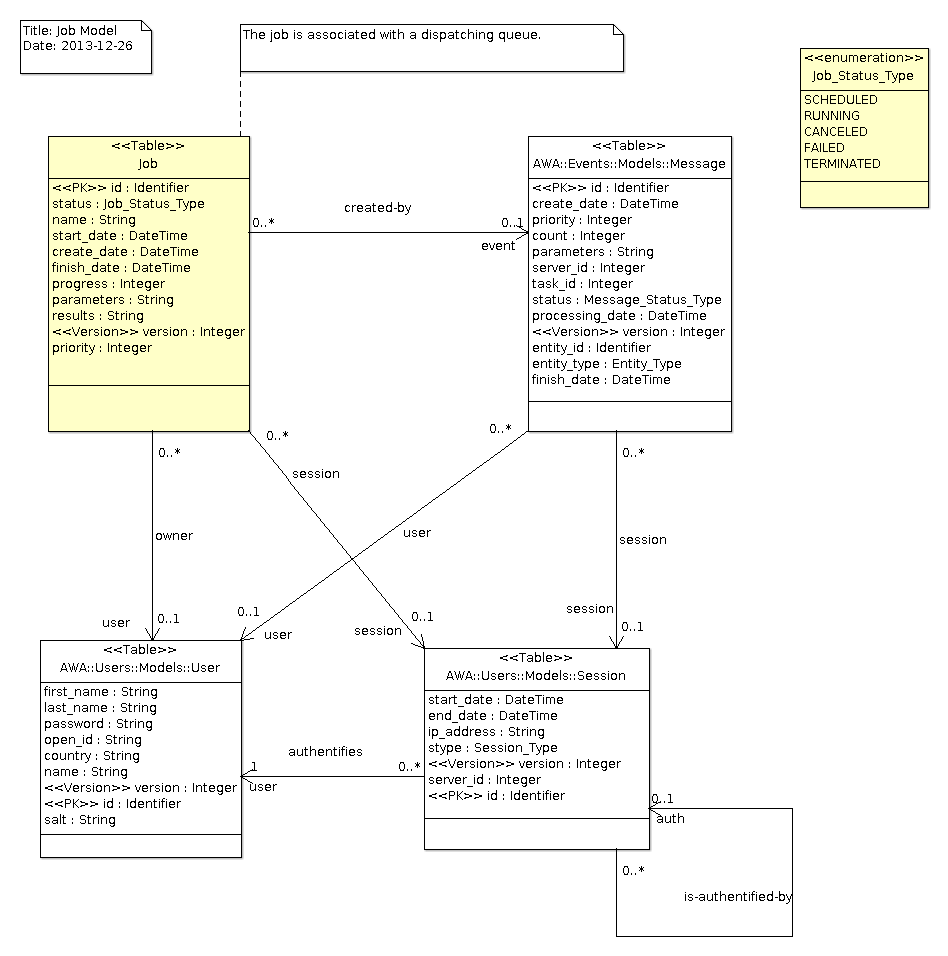 Title: Job Model
Date: 2013-12-26
The job is associated with a dispatching queue.
<<enumeration>>
Job_Status_Type
SCHEDULED
RUNNING
CANCELED
FAILED
TERMINATED
<<Table>>
Job
<<PK>> id : Identifier
status : Job_Status_Type
name : String
start_date : DateTime
create_date : DateTime
finish_date : DateTime
progress : Integer
parameters : String
results : String
<<Version>> version : Integer
priority : Integer
0..*
created-by
0..1
event
<<Table>>
AWA::Events::Models::Message
<<PK>> id : Identifier
create_date : DateTime
priority : Integer
count : Integer
parameters : String
server_id : Integer
task_id : Integer
status : Message_Status_Type
processing_date : DateTime
<<Version>> version : Integer
entity_id : Identifier
entity_type : Entity_Type
finish_date : DateTime
0..*
owner
user
0..1
0..*
session
session
0..1
0..*
user
0..1
user
0..*
session
session
0..1
<<Table>>
AWA::Users::Models::User
first_name : String
last_name : String
password : String
open_id : String
country : String
name : String
<<Version>> version : Integer
<<PK>> id : Identifier
salt : String
authentifies
1
0..*
user
<<Table>>
AWA::Users::Models::Session
start_date : DateTime
end_date : DateTime
ip_address : String
stype : Session_Type
<<Version>> version : Integer
server_id : Integer
<<PK>> id : Identifier
0..1
auth
0..*
is-authentified-by